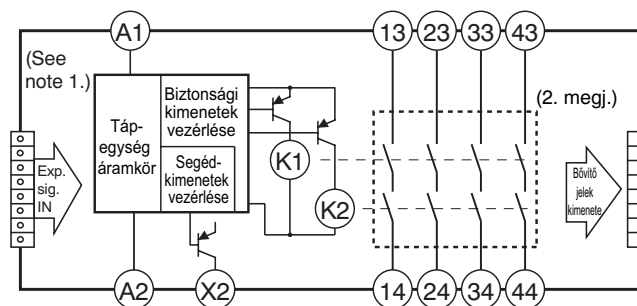 A1
13 23 33 43
(See
note 1.)
(2. megj.)
Táp-
egység
áramkör
Biztonsági
kimenetek
vezérlése
Segéd-
kimenetek
vezérlése
K1
K2
Exp.
sig.
IN
Bővítő
jelek
kimenete
A2
X2
14 24 34 44